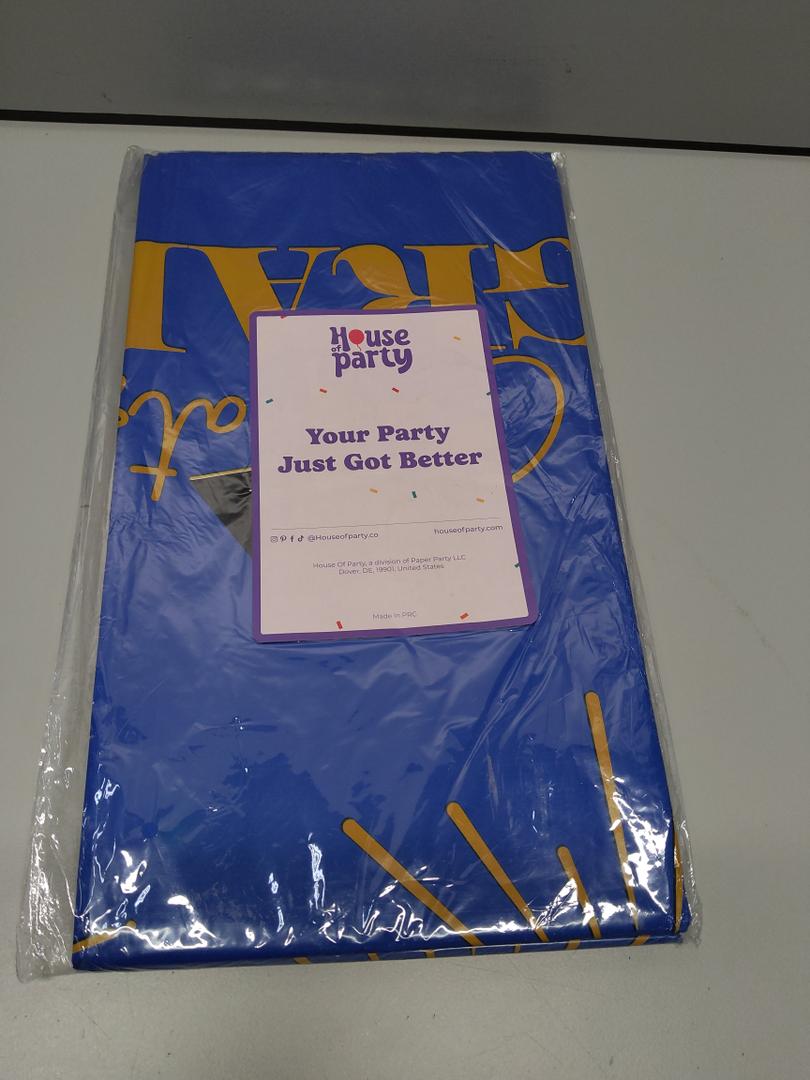 House
of party
Your Party
Just Got Better
@Houseofparty.co houseofparty.com
House Of Party, a division of Paper Party LLC
Dover, DE, 19901, United States
Made in PRC